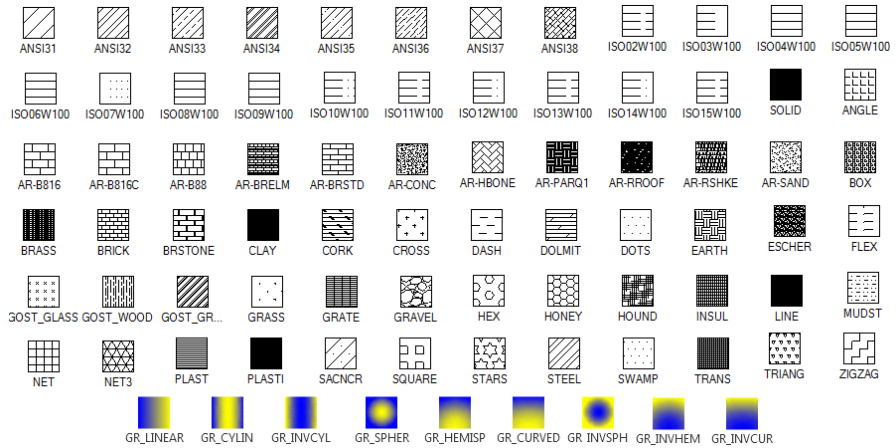 ANSI31 ANSI32 ANSI33 ANSI34 ANSI35 ANSI36 ANSI37 ANSI38 ISO02W100 ISO03W100 ISO04W100 ISO05W100
ISO06W100 ISO07W100 ISO08W100 ISO09W100 ISO10W100 ISO11W100 ISO12W100 ISO13W100 ISO14W100 ISO15W100 SOLID ANGLE
AR-B816 AR-B816C AR-B88 AR-BRELM AR-BRSTD AR-CONC AR-HBONE AR-PARQ1 AR-RROOF AR-RSHKE AR-SAND BOX
BRASS BRICK BRSTONE CLAY CORK CROSS DASH DOLMIT DOTS EARTH ESCHER FLEX
GOST_GLASS GOST_WOOD GOST_GR... GRASS GRATE GRAVEL HEX HONEY HOUND INSUL LINE MUDST
NET NET3 PLAST PLASTI SACNCR SQUARE STARS STEEL SWAMP TRANS TRIANG ZIGZAG
GR_LINEAR GR_CYLIN GR_INVCYL GR_SPHER GR_HEMISP GR_CURVED GR_INVSPH GR_INVHEM GR_INVCUR